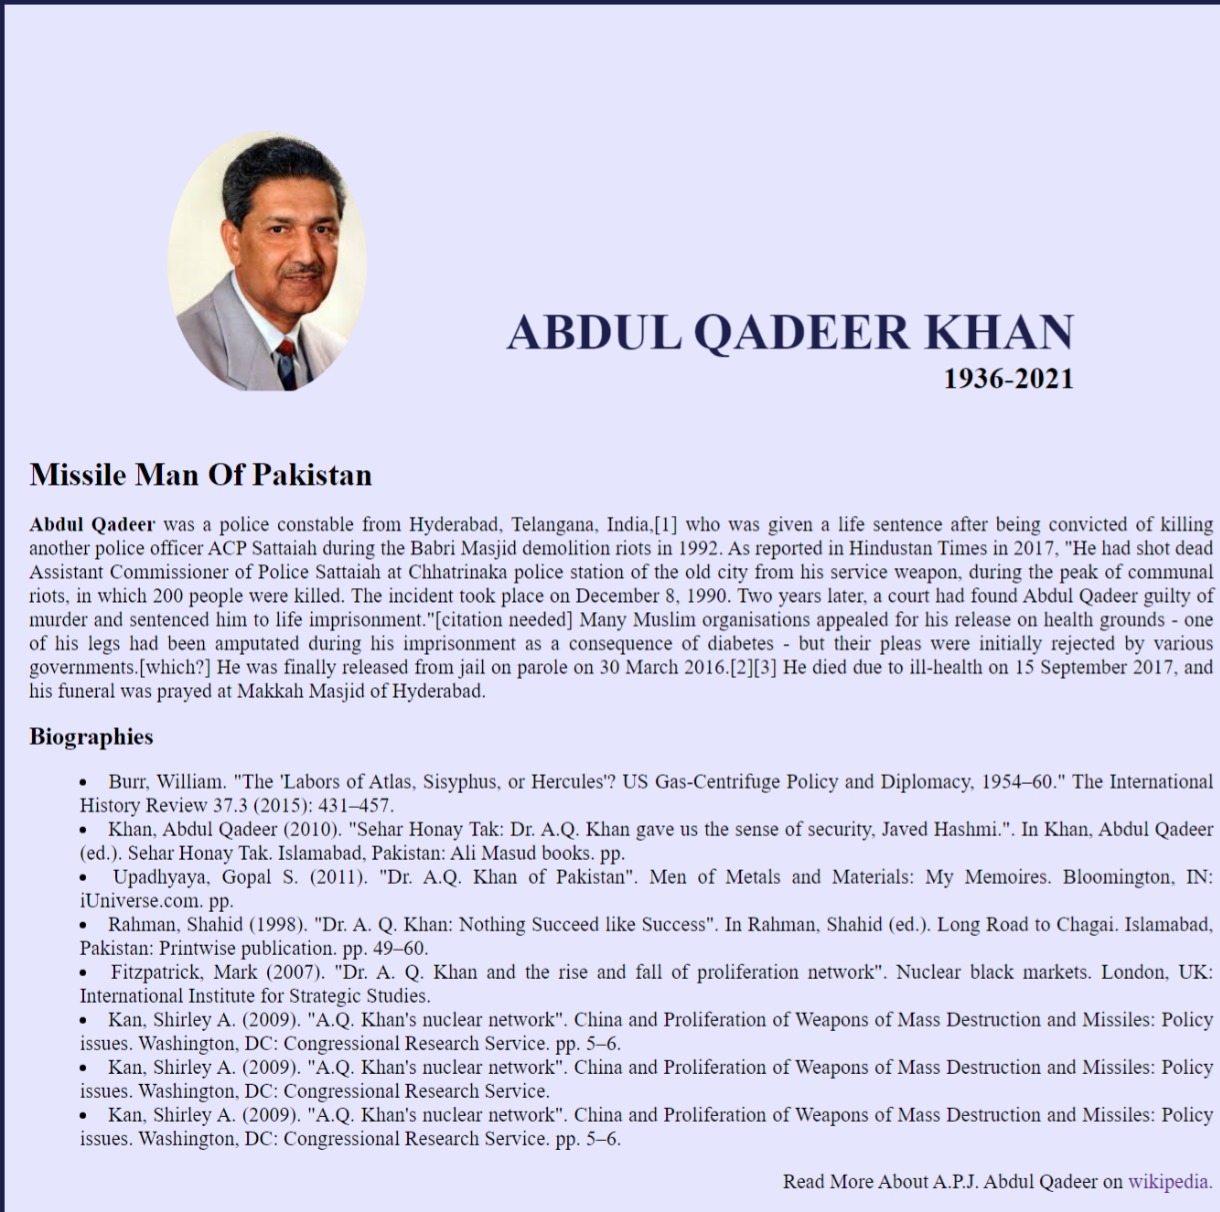 ABDUL QADEER KHAN
1936-2021
Missile Man Of Pakistan
Abdul Qadeer was a police constable from Hyderabad, Telangana, India,[1] who was given a life sentence after being convicted of killing
another police officer ACP Sattaiah during the Babri Masjid demolition riots in 1992. As reported in Hindustan Times in 2017, "He had shot dead
Assistant Commissioner of Police Sattaiah at Chhatrinaka police station of the old city from his service weapon, during the peak of communal
riots, in which 200 people were killed. The incident took place on December 8, 1990. Two years later, a court had found Abdul Qadeer guilty of
murder and sentenced him to life imprisonment."[citation needed] Many Muslim organisations appealed for his release on health grounds - one
of his legs had been amputated during his imprisonment as a consequence of diabetes - but their pleas were initially rejected by various
governments.[which?] He was finally released from jail on parole on 30 March 2016.[2][3] He died due to ill-health on 15 September 2017, and
his funeral was prayed at Makkah Masjid of Hyderabad.
Biographies
• Burr, William. "The 'Labors of Atlas, Sisyphus, or Hercules'? US Gas-Centrifuge Policy and Diplomacy, 1954–60." The International
History Review 37.3 (2015): 431–457.
• Khan, Abdul Qadeer (2010). "Sehar Honay Tak: Dr. A.Q. Khan gave us the sense of security, Javed Hashmi.". In Khan, Abdul Qadeer
(ed.). Sehar Honay Tak. Islamabad, Pakistan: Ali Masud books. pp.
• Upadhyaya, Gopal S. (2011). "Dr. A.Q. Khan of Pakistan". Men of Metals and Materials: My Memoires. Bloomington, IN:
iUniverse.com. pp.
• Rahman, Shahid (1998). "Dr. A. Q. Khan: Nothing Succeed like Success". In Rahman, Shahid (ed.). Long Road to Chagai. Islamabad,
Pakistan: Printwise publication. pp. 49–60.
• Fitzpatrick, Mark (2007). "Dr. A. Q. Khan and the rise and fall of proliferation network". Nuclear black markets. London, UK:
International Institute for Strategic Studies.
• Kan, Shirley A. (2009). "A.Q. Khan's nuclear network". China and Proliferation of Weapons of Mass Destruction and Missiles: Policy
issues. Washington, DC: Congressional Research Service. pp. 5–6.
• Kan, Shirley A. (2009). "A.Q. Khan's nuclear network". China and Proliferation of Weapons of Mass Destruction and Missiles: Policy
issues. Washington, DC: Congressional Research Service.
• Kan, Shirley A. (2009). "A.Q. Khan's nuclear network". China and Proliferation of Weapons of Mass Destruction and Missiles: Policy
issues. Washington, DC: Congressional Research Service. pp. 5–6.
Read More About A.P.J. Abdul Qadeer on wikipedia.